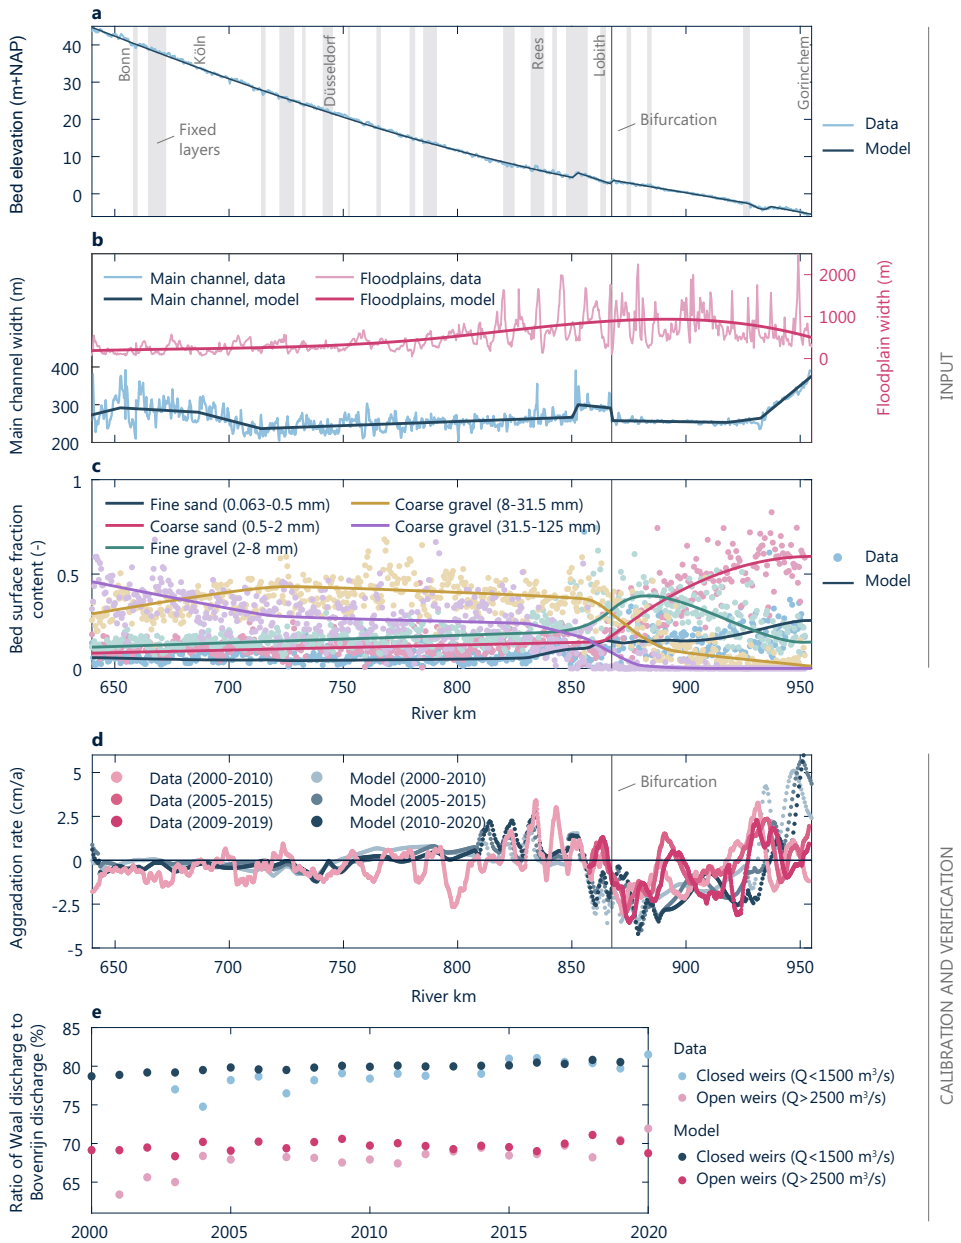 a
Bed elevation (m+NAP)
40
30
20
10
0
Bonn
Köln
Düsseldorf
Rees
Lobith
Gorinchem
Fixed
layers
Bifurcation
Data
Model
INPUT
b
Main channel width (m)
400
300
200
Main channel, data
Floodplains, data
Main channel, model
Floodplains, model
2000
1000
0
Floodplain width (m)
c
Bed surface fraction
content (-)
1
0.5
0
Fine sand (0.063-0.5 mm)
Coarse gravel (8-31.5 mm)
Coarse sand (0.5-2 mm)
Coarse gravel (31.5-125 mm)
Fine gravel (2-8 mm)
Data
Model
650 700 750 800 850 900 950
River km
d
Aggradation rate (cm/a)
5
2.5
0
-2.5
-5
Data (2000-2010)
Model (2000-2010)
Data (2005-2015)
Model (2005-2015)
Data (2009-2019)
Model (2010-2020)
Bifurcation
650 700 750 800 850 900 950
River km
CALIBRATION AND VERIFICATION
e
Ratio of Waal discharge to
Bovenrijn discharge (%)
85
80
75
70
65
2000 2005 2010 2015 2020
Data
Closed weirs (Q<1500 m³/s)
Open weirs (Q>2500 m³/s)
Model
Closed weirs (Q<1500 m³/s)
Open weirs (Q>2500 m³/s)